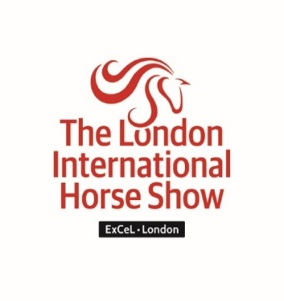 The London
International
Horse Show
ExCeL • London